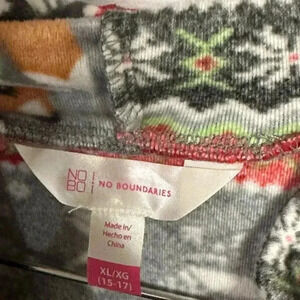 NO
BO
NO BOUNDARIES
Made in/
Hecho en
China
XL/XG
(15-17)